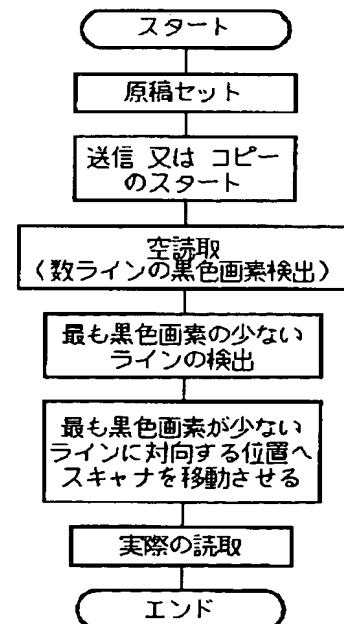 スタート
原稿セット
送信 又は コピー
のスタート
空読取
(数ラインの黒色画素検出)
最も黒色画素の少ない
ラインの検出
最も黒色画素が少ない
ラインに対向する位置へ
スキャナを移動させる
実際の読取
エンド